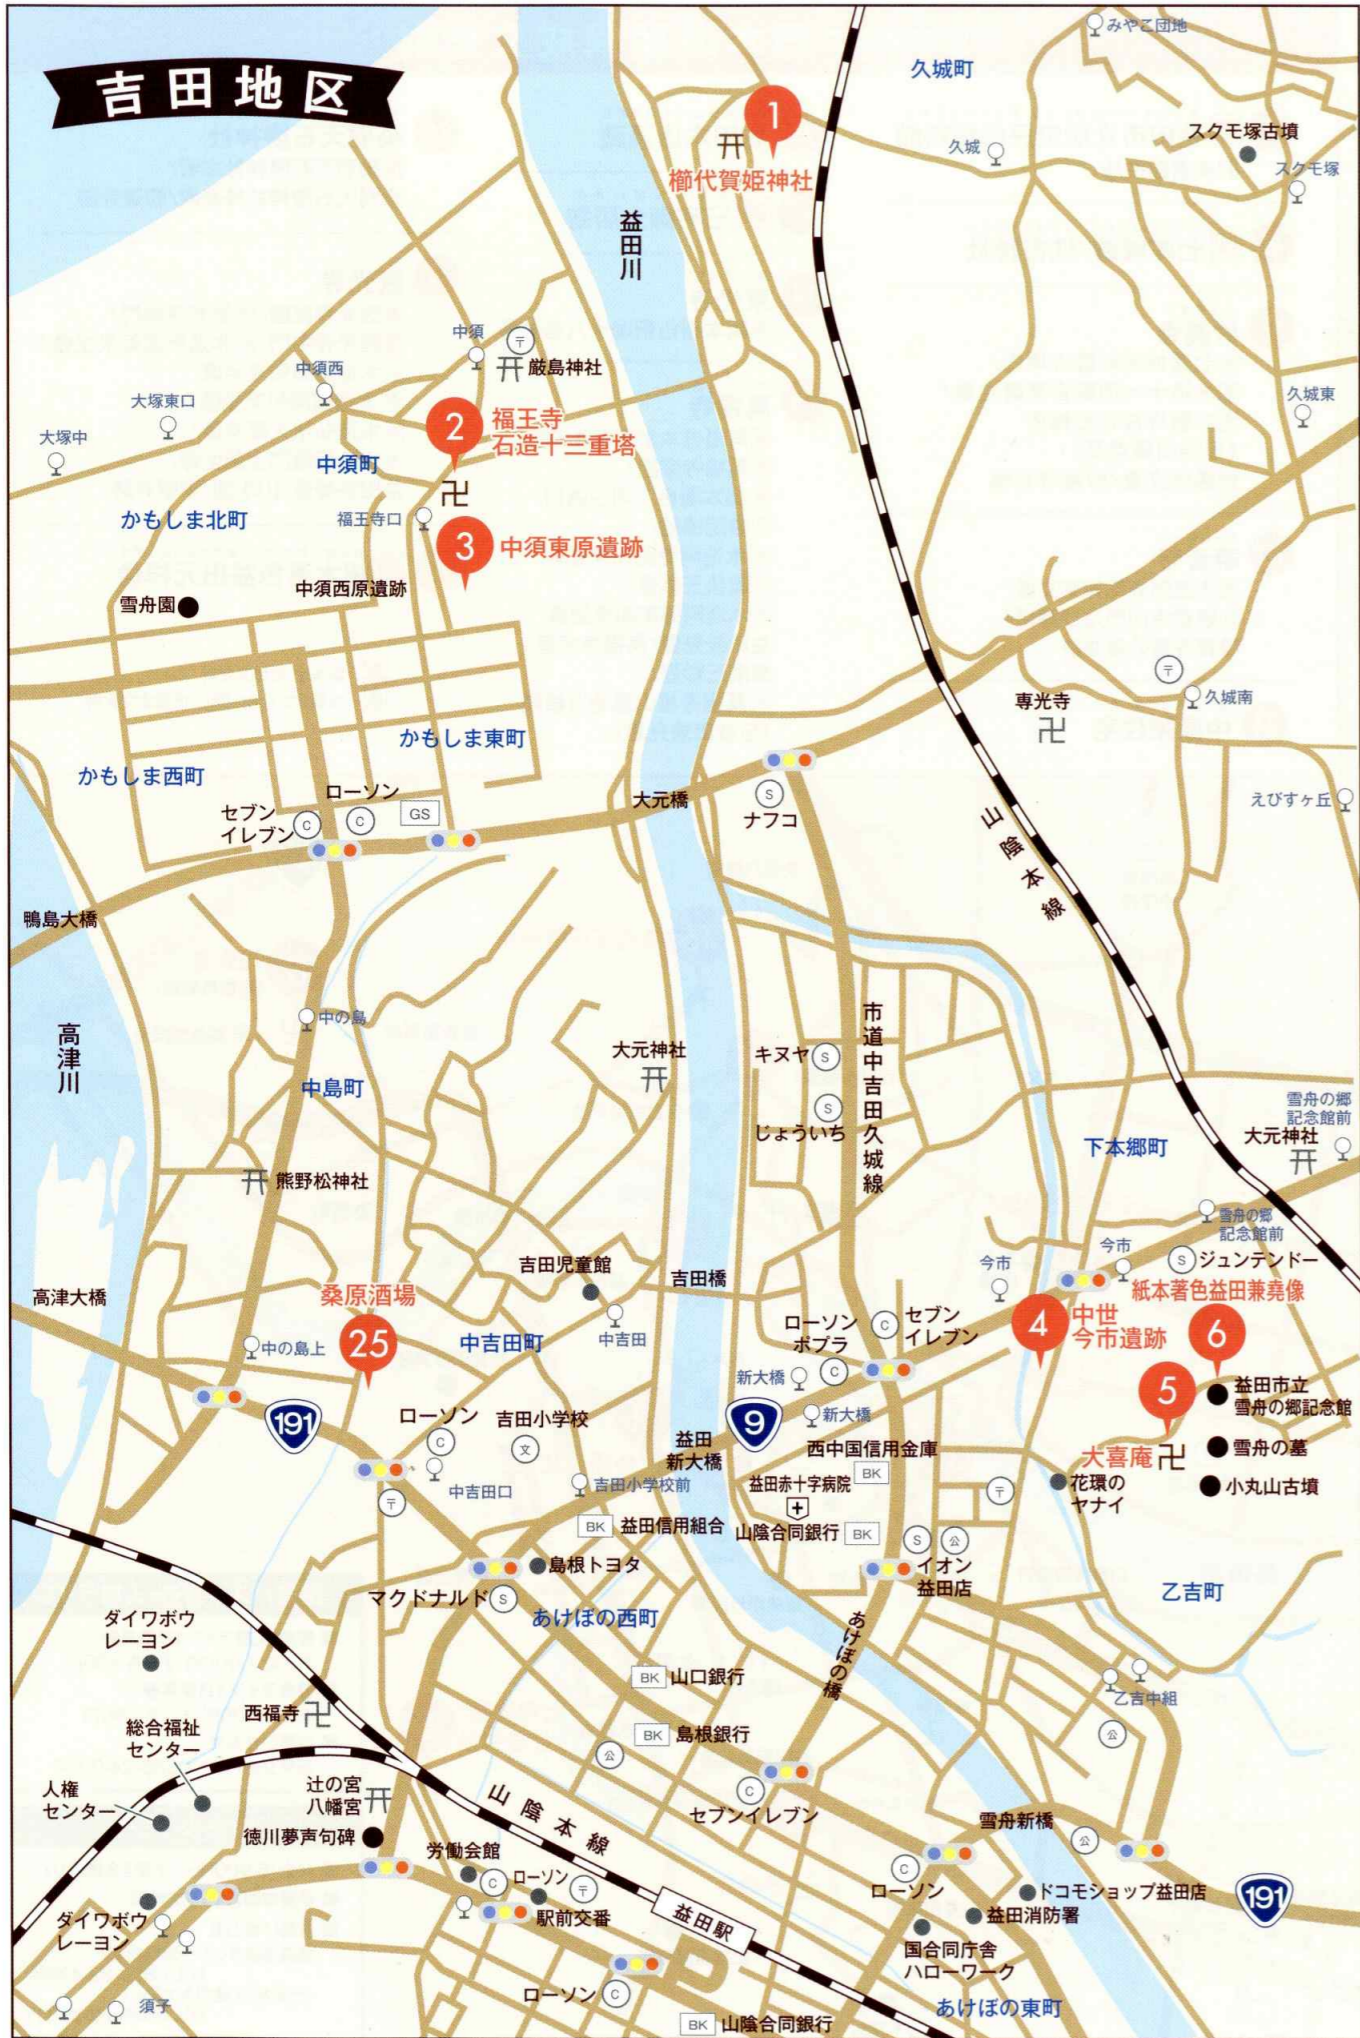 吉田地区
みやこ団地
久城町
1
櫛代賀姫神社
久城
スクモ塚古墳
スクモ塚
益田川
中須
〒
厳島神社
中須西
大塚東口
大塚中
久城東
2
福王寺
石造十三重塔
中須町
かもしま北町
福王寺口
3
中須東原遺跡
中須西原遺跡
雪舟園
専光寺
〒
久城南
かもしま東町
かもしま西町
セブン
イレブン
C
ローソン
C
GS
大元橋
S
ナフコ
えびすヶ丘
山陰本線
鴨島大橋
高津川
中の島
中島町
大元神社
キヌヤ
S
S
じょういち
市道中吉田久城線
雪舟の郷
記念館前
大元神社
下本郷町
熊野松神社
雪舟の郷
記念館前
今市
今市
S
ジュンテンドー
吉田児童館
吉田橋
高津大橋
桑原酒場
25
中の島上
中吉田町
中吉田
ローソン
ポプラ
C
C
セブン
イレブン
4
中世
今市遺跡
紙本著色益田兼堯像
6
5
益田市立
雪舟の郷記念館
大喜庵
雪舟の墓
小丸山古墳
花環の
ヤナイ
191
ローソン
C
吉田小学校
文
中吉田口
〒
吉田小学校前
益田
新大橋
9
新大橋
新大橋
西中国信用金庫
BK
益田赤十字病院
山陰合同銀行
BK
〒
BK
益田信用組合
島根トヨタ
マクドナルド
S
あけぼの西町
S
公
イオン
益田店
乙吉町
あけぼの橋
ダイワボウ
レーヨン
BK
山口銀行
BK
島根銀行
公
乙吉中組
公
西福寺
総合福祉
センター
人権
センター
辻の宮
八幡宮
徳川夢声句碑
山陰本線
C
セブンイレブン
雪舟新橋
公
労働会館
C
ローソン
〒
駅前交番
益田駅
C
ローソン
ドコモショップ益田店
益田消防署
国合同庁舎
ハローワーク
191
ダイワボウ
レーヨン
須子
ローソン
C
BK
山陰合同銀行
あけぼの東町